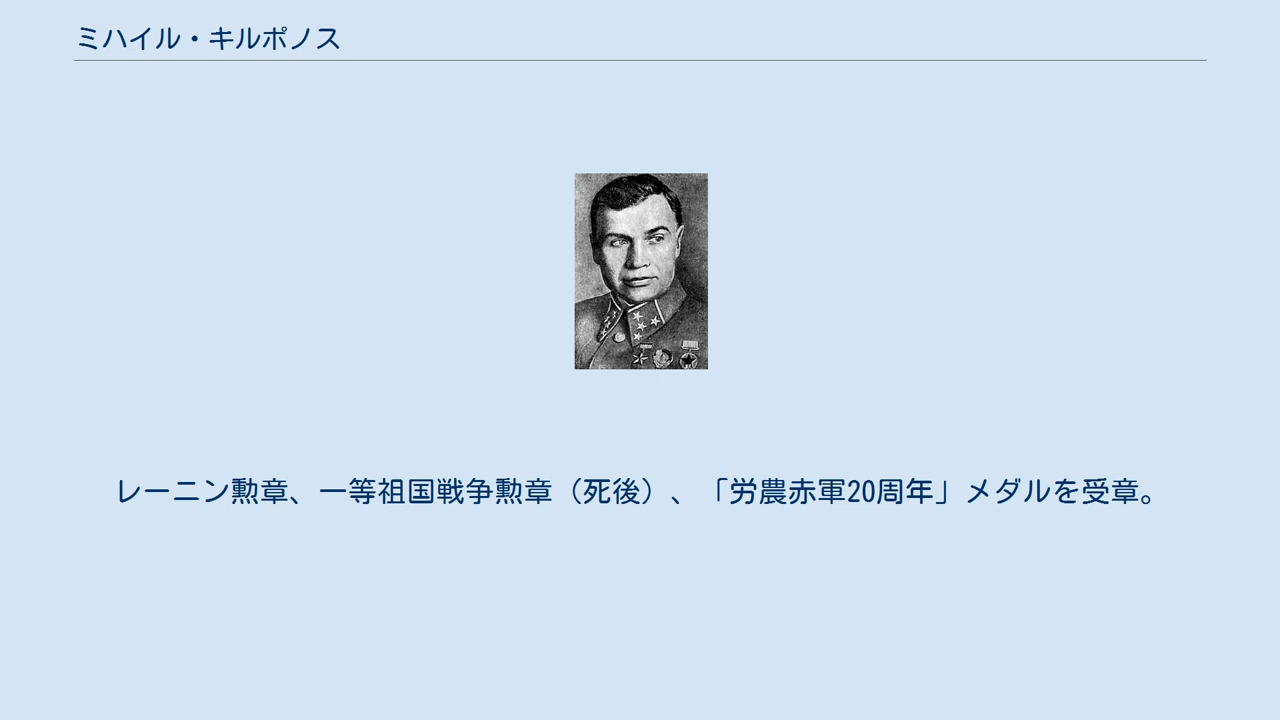 ミハイル・キルポノス
レーニン勲章、一等祖国戦争勲章（死後）、「労農赤軍20周年」メダルを受章。